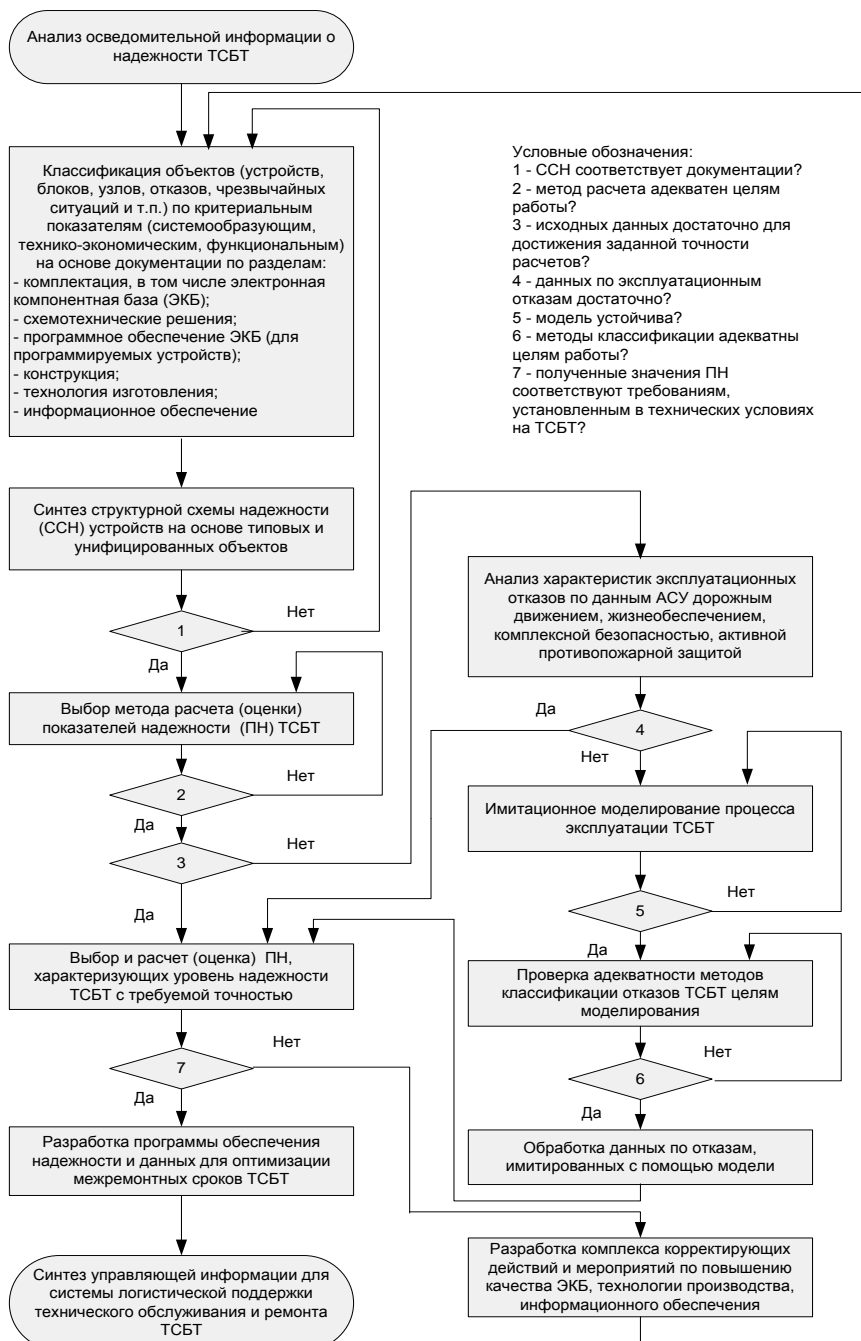 Анализ осведомительной информации о
надежности ТСБТ
Классификация объектов (устройств,
блоков, узлов, отказов, чрезвычайных
ситуаций и т.п.) по критериальным
показателям (системообразующим,
технико-экономическим, функциональным)
на основе документации по разделам:
- комплектация, в том числе электронная
компонентная база (ЭКБ);
- схемотехнические решения;
- программное обеспечение ЭКБ (для
программируемых устройств);
- конструкция;
- технология изготовления;
- информационное обеспечение
Условные обозначения:
1 - ССН соответствует документации?
2 - метод расчета адекватен целям
работы?
3 - исходных данных достаточно для
достижения заданной точности
расчетов?
4 - данных по эксплуатационным
отказам достаточно?
5 - модель устойчива?
6 - методы классификации адекватны
целям работы?
7 - полученные значения ПН
соответствуют требованиям,
установленным в технических условиях
на ТСБТ?
Синтез структурной схемы надежности
(ССН) устройств на основе типовых и
унифицированных объектов
1
Нет
Да
Выбор метода расчета (оценки)
показателей надежности (ПН) ТСБТ
2
Нет
Да
3
Нет
Да
Выбор и расчет (оценка) ПН,
характеризующих уровень надежности
ТСБТ с требуемой точностью
7
Нет
Да
Разработка программы обеспечения
надежности и данных для оптимизации
межремонтных сроков ТСБТ
Синтез управляющей информации для
системы логистической поддержки
технического обслуживания и ремонта
ТСБТ
Анализ характеристик эксплуатационных
отказов по данным АСУ дорожным
движением, жизнеобеспечением,
комплексной безопасностью, активной
противопожарной защитой
Да
4
Нет
Имитационное моделирование процесса
эксплуатации ТСБТ
5
Нет
Да
Проверка адекватности методов
классификации отказов ТСБТ целям
моделирования
6
Нет
Да
Обработка данных по отказам,
имитированных с помощью модели
Разработка комплекса корректирующих
действий и мероприятий по повышению
качества ЭКБ, технологии производства,
информационного обеспечения